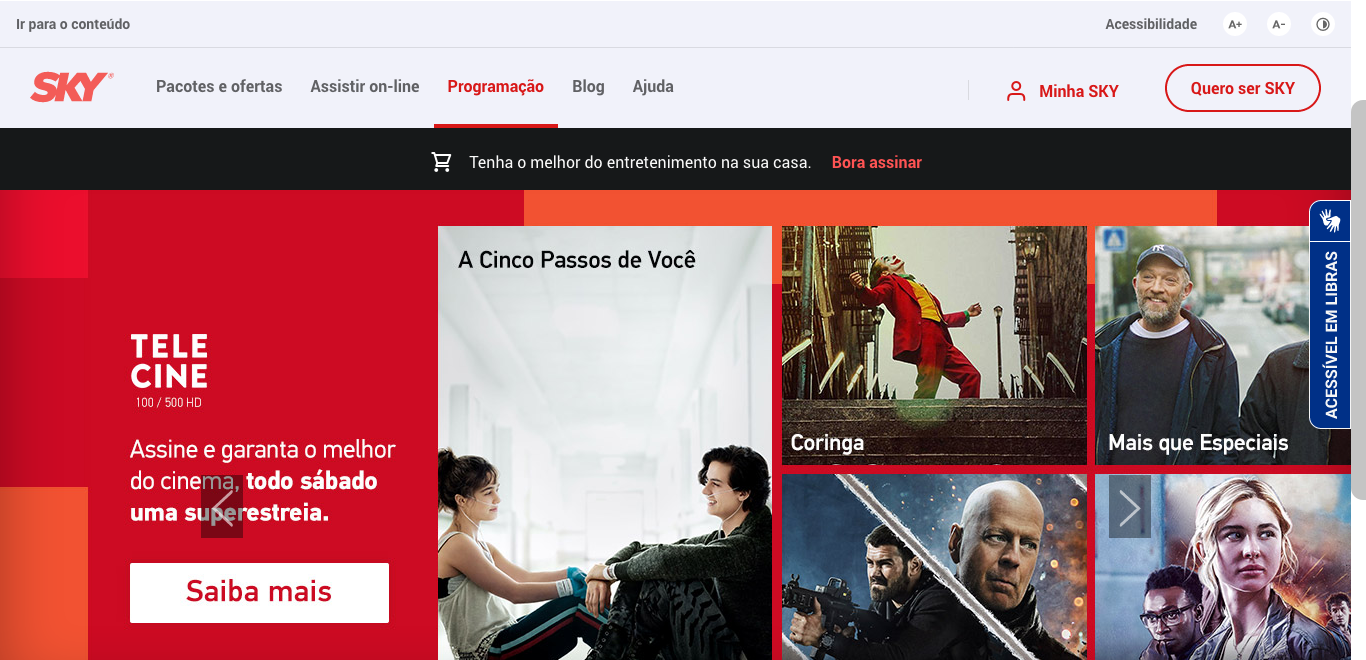 Ir para o conteúdo
Acessibilidade
A+
A-
SKY®
Pacotes e ofertas
Assistir on-line
Programação
Blog
Ajuda
Minha SKY
Quero ser SKY
Tenha o melhor do entretenimento na sua casa.
Bora assinar
TELE
CINE
100 / 500 HD
Assine e garanta o melhor
do cinema, todo sábado
uma superestreia.
Saiba mais
A Cinco Passos de Você
Coringa
Mais que Especiais
ACESSÍVEL EM LIBRAS